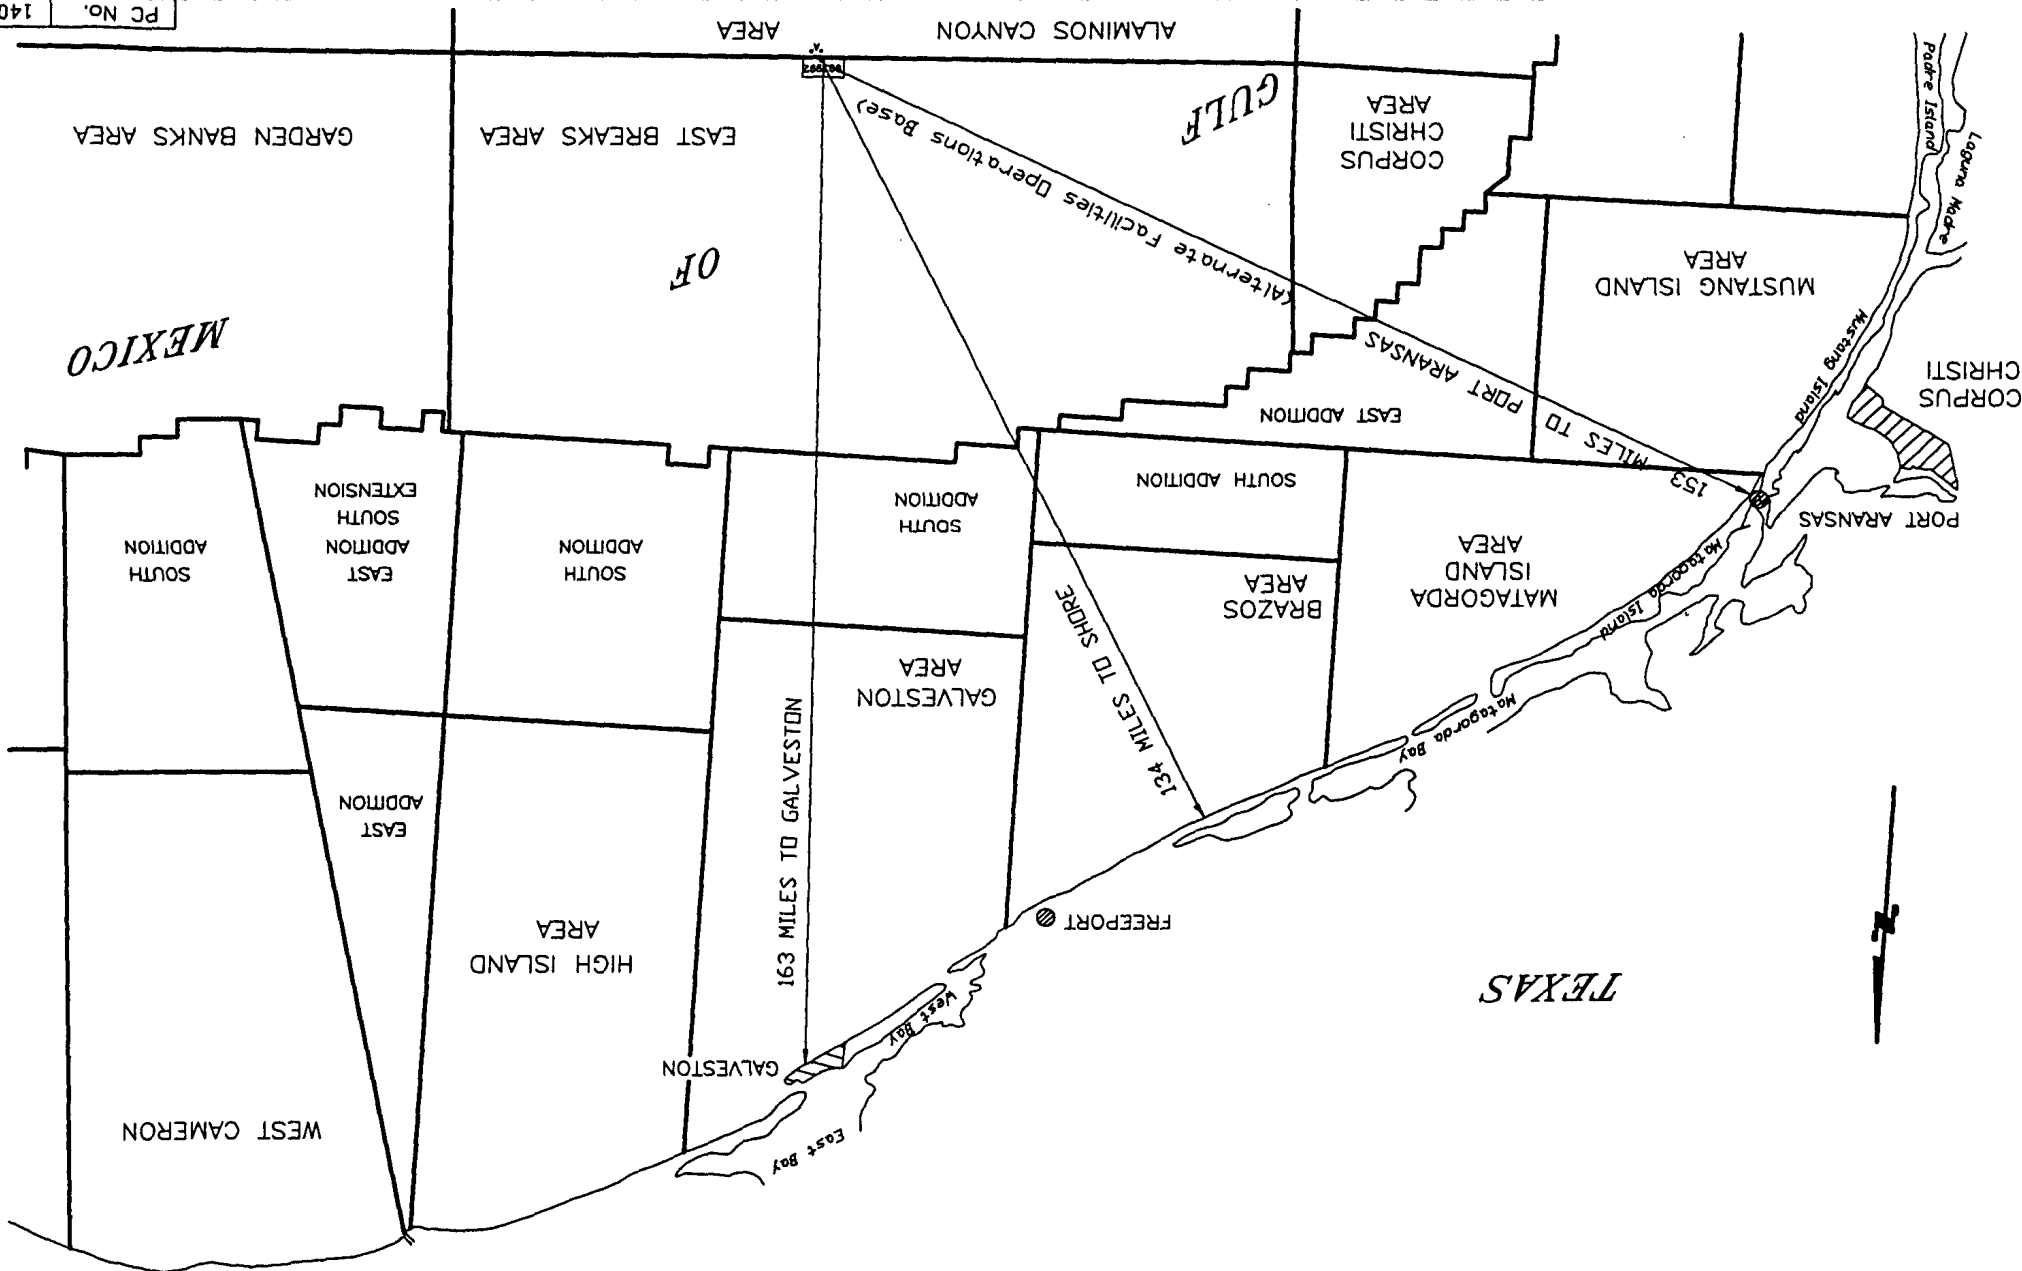 WEST CAMERON
East Bay
GALVESTON
TEXAS
N
West Bay
HIGH ISLAND
AREA
FREEPORT
163 MILES TO GALVESTON
EAST
ADDITION
134 MILES TO SHORE
Matagorda Bay
GALVESTON
AREA
BRAZOS
AREA
MATAGORDA
ISLAND
AREA
Matagorda Island
SOUTH
ADDITION
SOUTH
ADDITION
EAST
ADDITION
SOUTH
EXTENSION
SOUTH
ADDITION
PORT ARANSAS
SOUTH ADDITION
SOUTH
ADDITION
153 MILES TO PORT ARANSAS
(Alternate Facilities Operations Base)
EAST ADDITION
CORPUS
CHRISTI
Mustang Island
MUSTANG ISLAND
AREA
GULF
OF
MEXICO
Laguna Madre
Padre Island
CORPUS
CHRISTI
AREA
EAST BREAKS AREA
GARDEN BANKS AREA
"A"
ALAMINOS CANYON AREA
PC No. 140